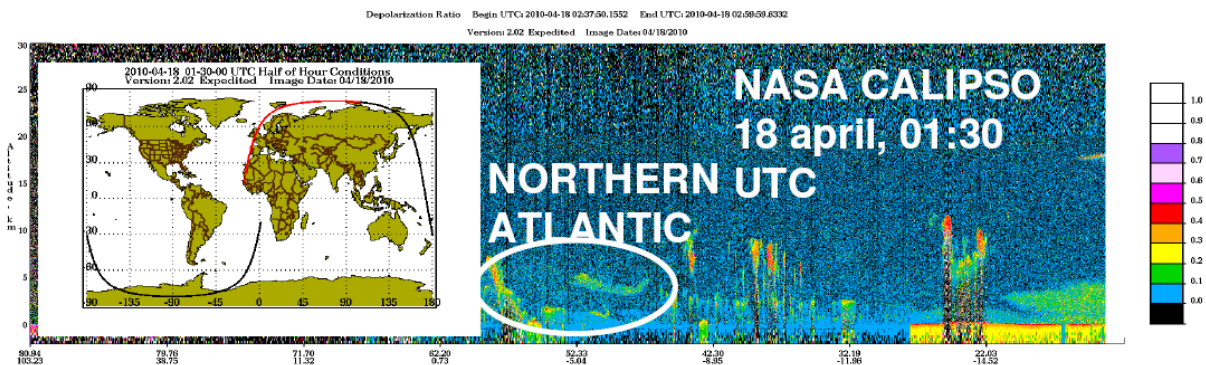 Depolarization Ratio Begin UTC: 2010-04-18 02:37:50.1552 End UTC: 2010-04-18 02:59:59.6332
Version: 2.02 Expedited Image Date: 04/18/2010
2010-04-18 01-30-00 UTC Half of Hour Conditions
Version: 2.02 Expedited Image Date: 04/18/2010
NASA CALIPSO
18 april, 01:30
UTC
NORTHERN
ATLANTIC
Altitude, km
30
25
20
15
10
5
0
90
60
30
0
-30
-60
-90 -135 -90 -45 0 45 90 135 180
1.0
0.9
0.8
0.7
0.6
0.5
0.4
0.3
0.2
0.1
0.0
80.94 79.76 71.70 62.20 52.33 42.30 32.19 22.03
103.23 38.75 11.39 0.73 -5.04 -8.95 -11.96 -14.52